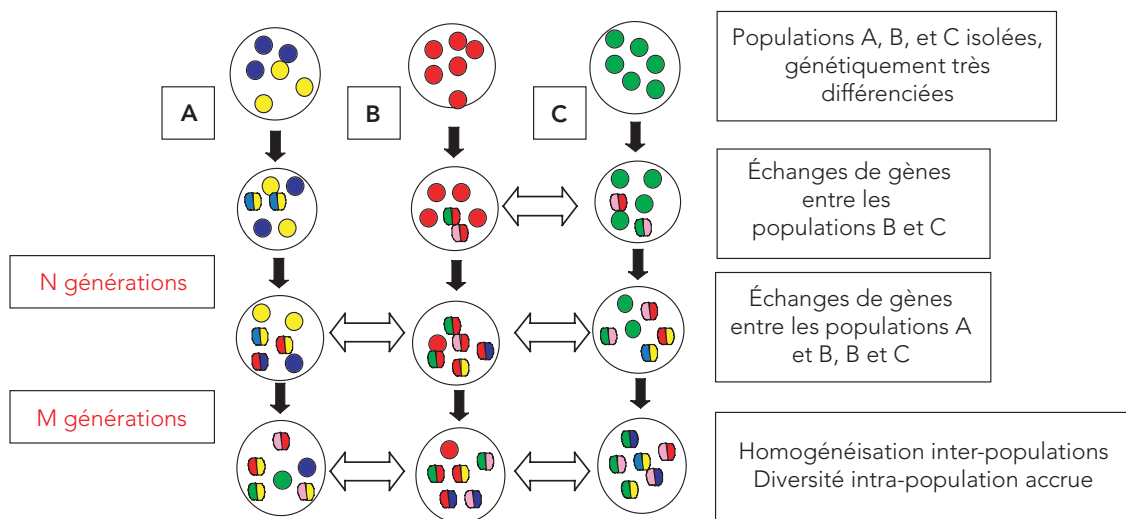 Populations A, B, et C isolées,
génétiquement très
différenciées
A
B
C
Échanges de gènes
entre les
populations B et C
N générations
Échanges de gènes
entre les populations A
et B, B et C
M générations
Homogénéisation inter-populations
Diversité intra-population accrue